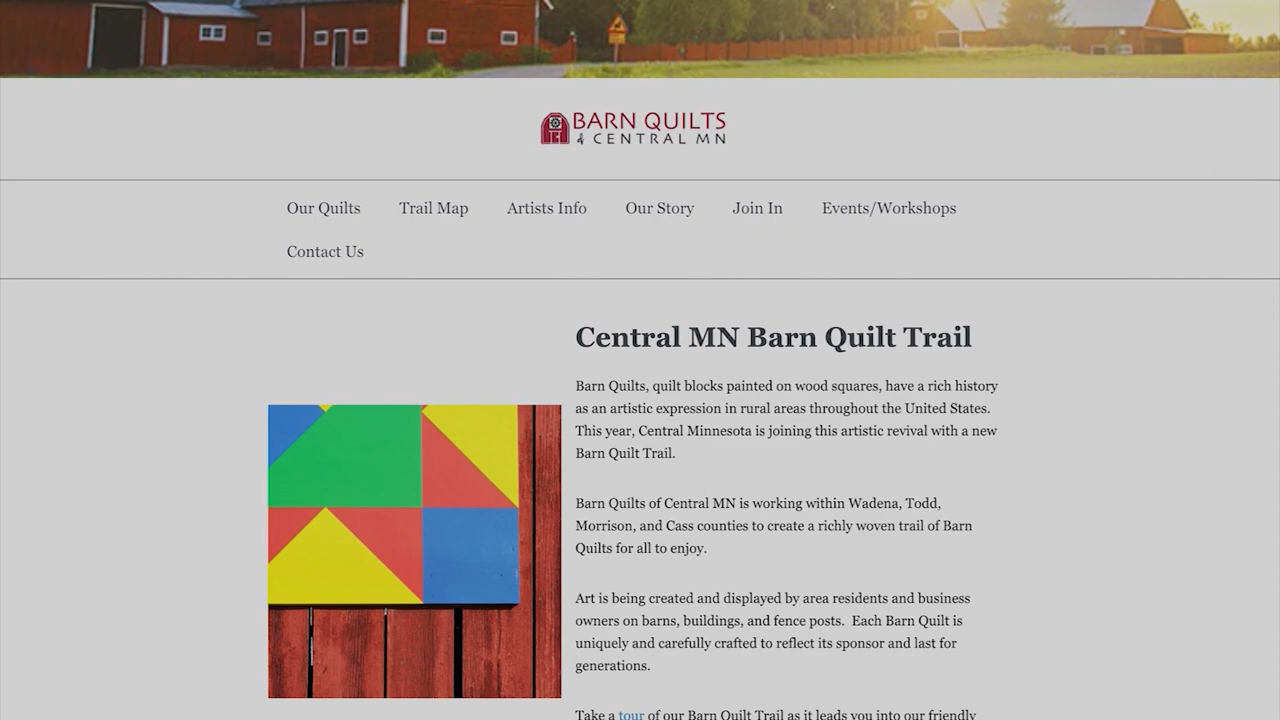 BARN QUILTS
of CENTRAL MN
Our Quilts Trail Map Artists Info Our Story Join In Events/Workshops
Contact Us
Central MN Barn Quilt Trail
Barn Quilts, quilt blocks painted on wood squares, have a rich history
as an artistic expression in rural areas throughout the United States.
This year, Central Minnesota is joining this artistic revival with a new
Barn Quilt Trail.
Barn Quilts of Central MN is working within Wadena, Todd,
Morrison, and Cass counties to create a richly woven trail of Barn
Quilts for all to enjoy.
Art is being created and displayed by area residents and business
owners on barns, buildings, and fence posts.  Each Barn Quilt is
uniquely and carefully crafted to reflect its sponsor and last for
generations.
Take a tour of our Barn Quilt Trail as it leads you into our friendly